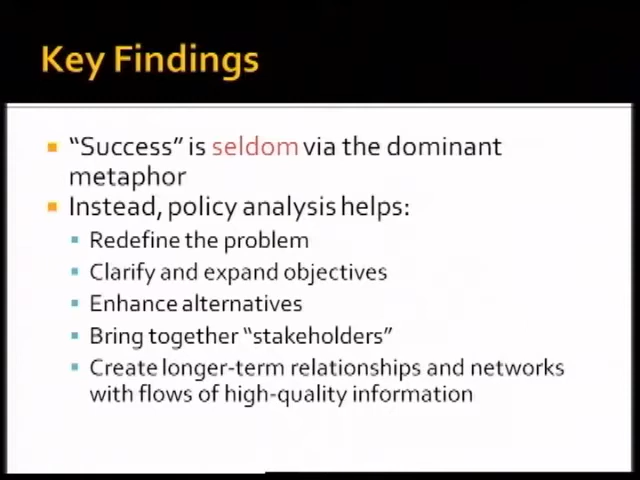 Key Findings
"Success" is seldom via the dominant
metaphor
Instead, policy analysis helps:
Redefine the problem
Clarify and expand objectives
Enhance alternatives
Bring together "stakeholders"
Create longer-term relationships and networks
with flows of high-quality information